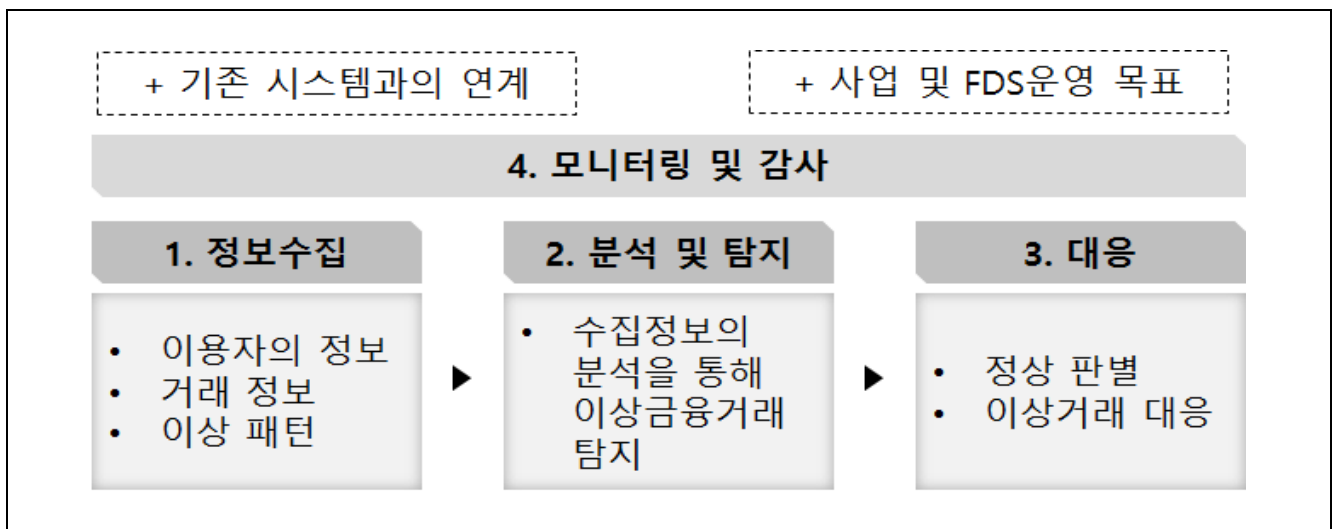 + 기존 시스템과의 연계
+ 사업 및 FDS운영 목표
4. 모니터링 및 감사
1. 정보수집
• 이용자의 정보
• 거래 정보
• 이상 패턴
2. 분석 및 탐지
• 수집정보의
분석을 통해
이상금융거래
탐지
3. 대응
• 정상 판별
• 이상거래 대응